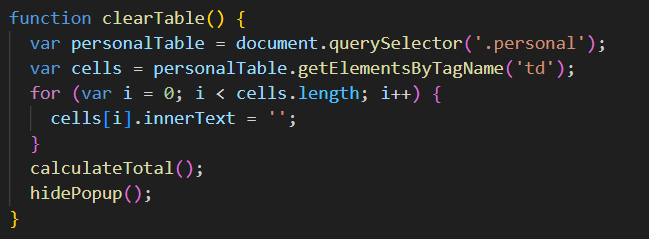 function clearTable() {
  var personalTable = document.querySelector('.personal');
  var cells = personalTable.getElementsByTagName('td');
  for (var i = 0; i < cells.length; i++) {
    cells[i].innerText = '';
  }
  calculateTotal();
  hidePopup();
}